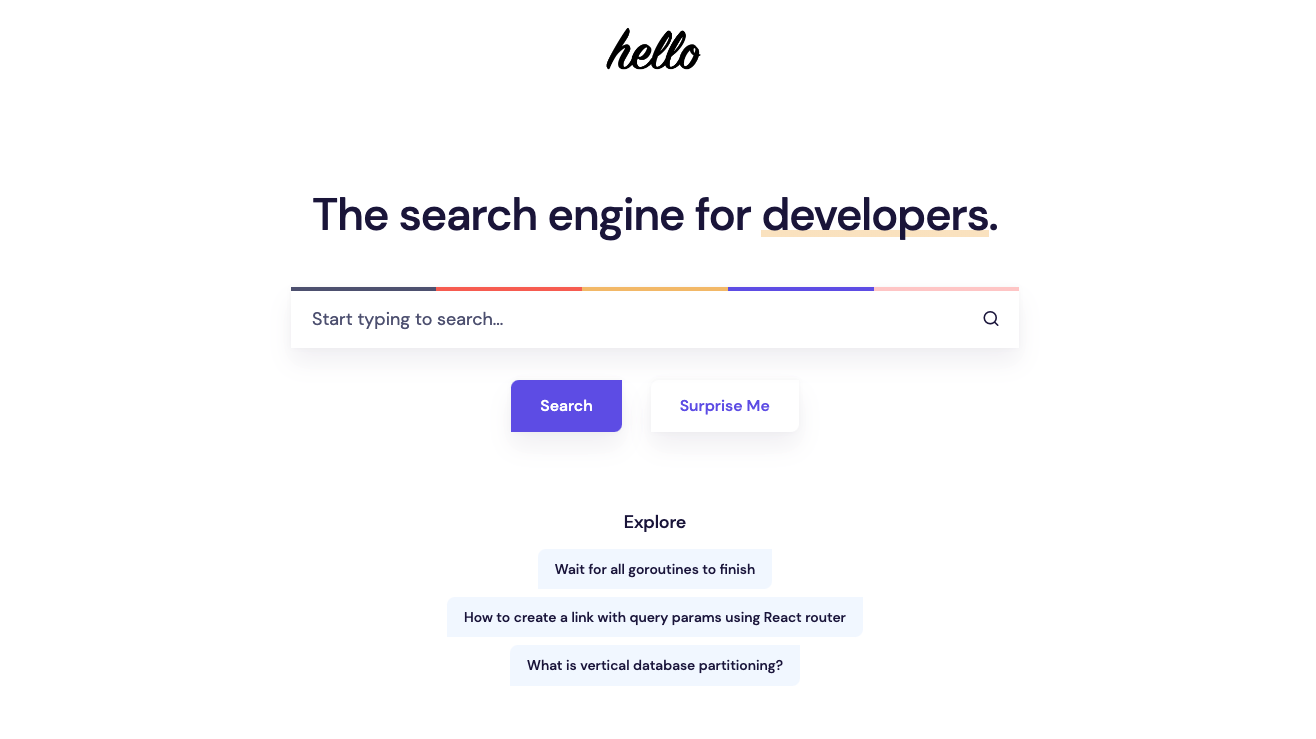 hello
The search engine for developers.
Start typing to search...
Search
Surprise Me
Explore
Wait for all goroutines to finish
How to create a link with query params using React router
What is vertical database partitioning?